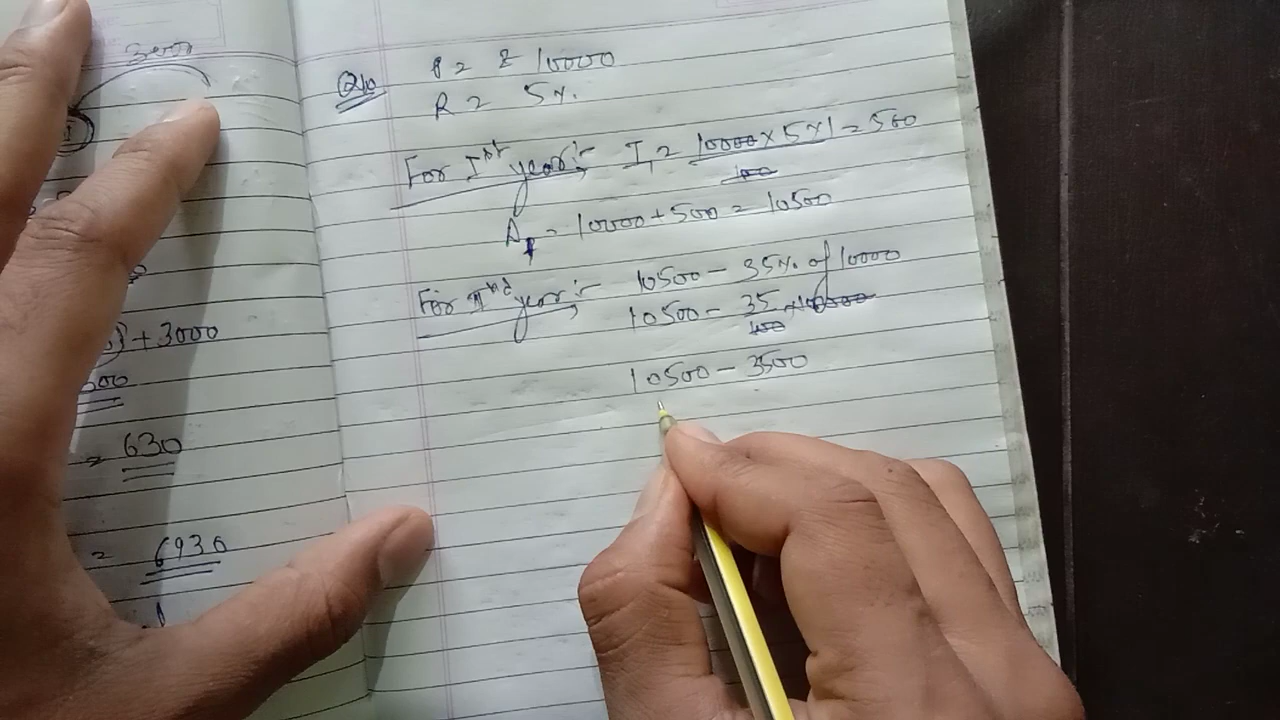 3000
+ 3000
= 630
= 6930
Q10 P = ₹ 10000
R = 5%
For Ist year:- I1 = 10000 × 5 × 1 = 500
100
A1 = 10000 + 500 = 10500
For IInd year:- 10500 - 35% of 10000
10500 - 35/100 × 10000
10500 - 3500